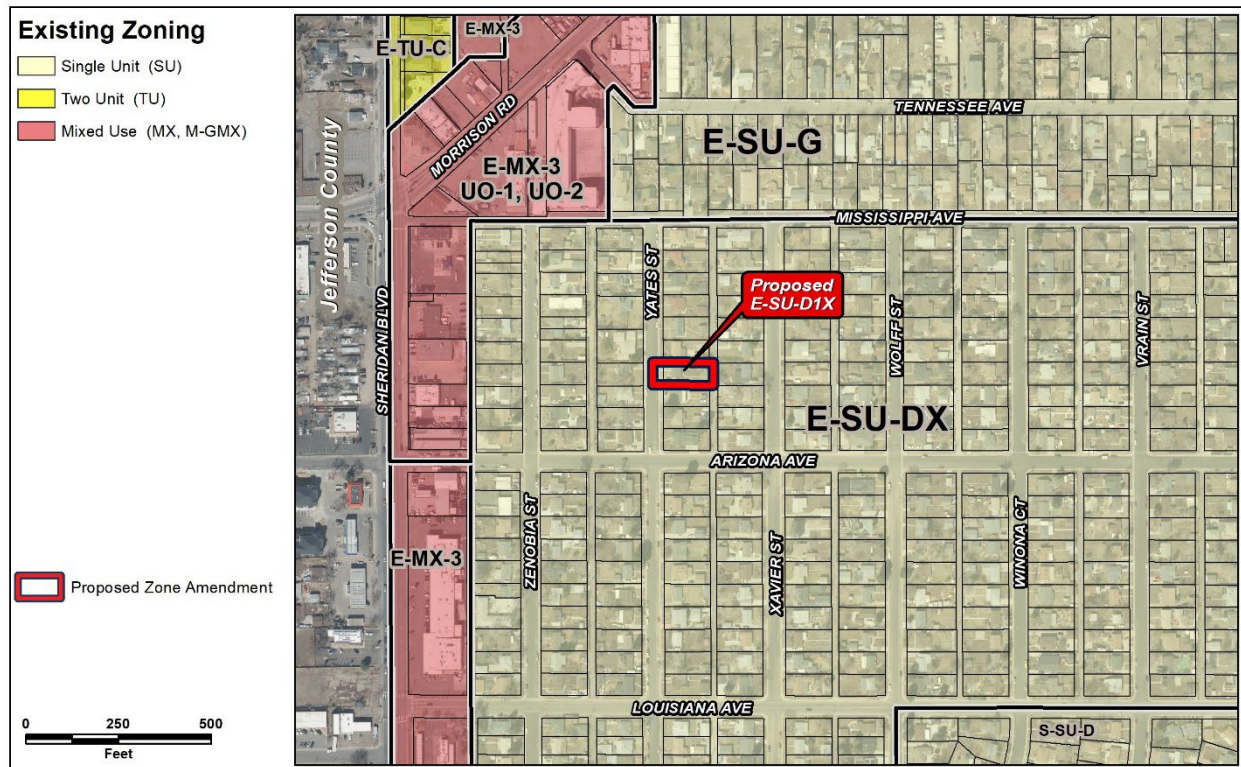 Existing Zoning
Single Unit (SU)
Two Unit (TU)
Mixed Use (MX, M-GMX)
Proposed Zone Amendment
0 250 500
Feet
E-TU-C
E-MX-3
Jefferson County
MORRISON RD
TENNESSEE AVE
E-SU-G
E-MX-3
UO-1, UO-2
MISSISSIPPI AVE
SHERIDAN BLVD
YATES ST
Proposed
E-SU-D1X
WOLFF ST
VRAIN ST
E-SU-DX
ARIZONA AVE
E-MX-3
ZENOBIA ST
XAVIER ST
WINONA CT
LOUISIANA AVE
S-SU-D